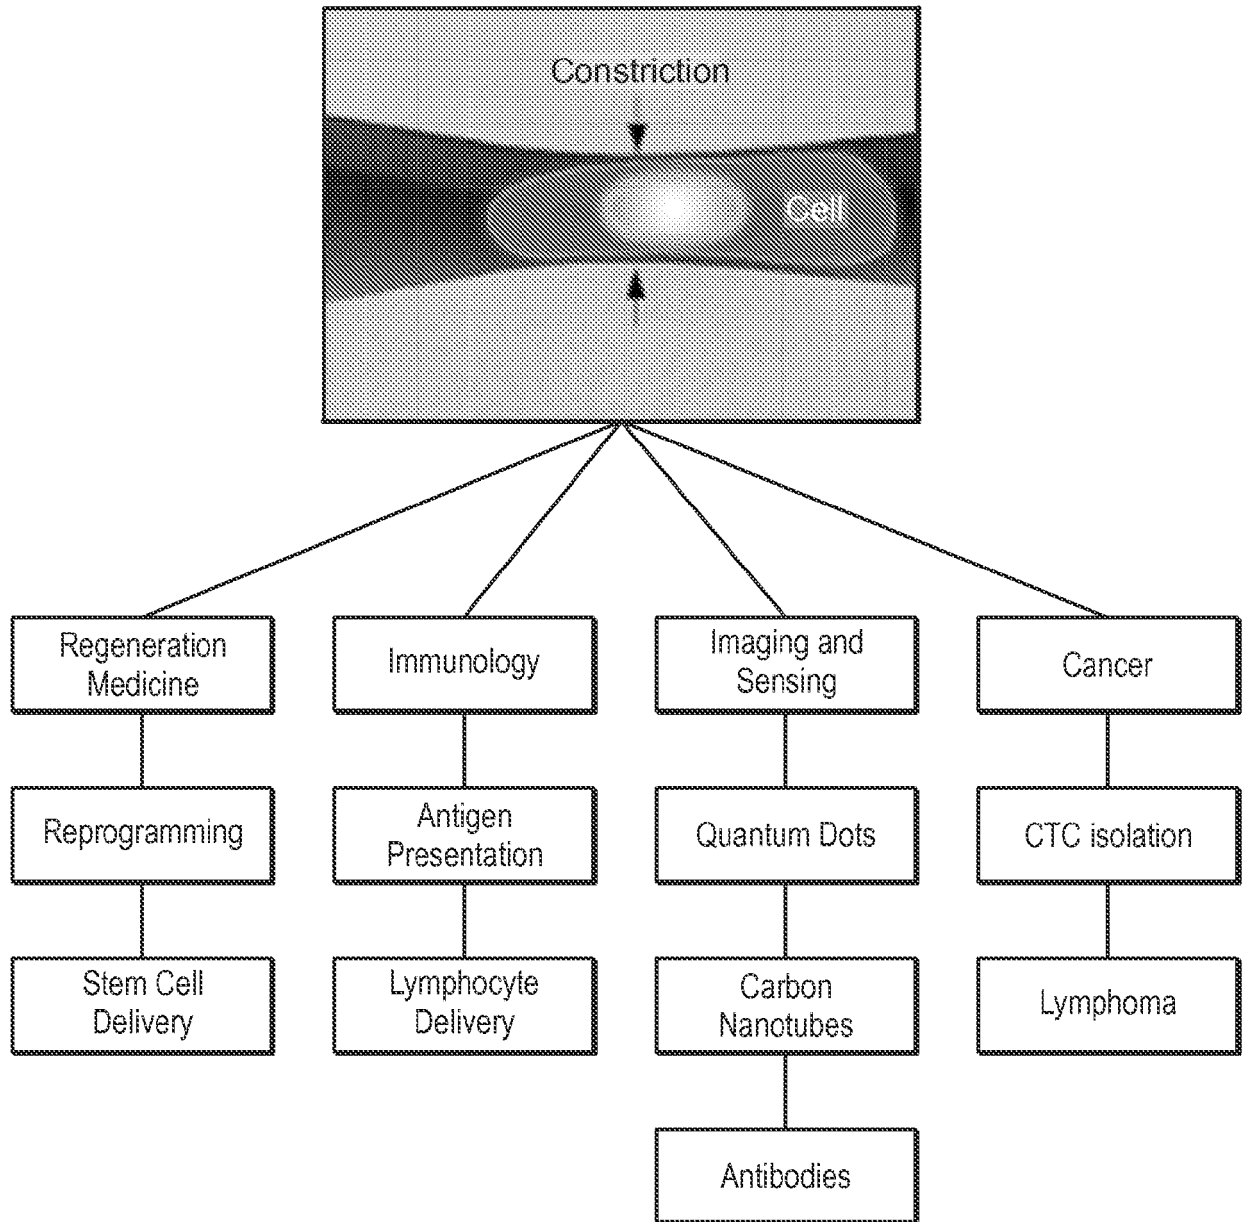 Constriction
Cell
Regeneration
Medicine
Immunology
Imaging and
Sensing
Cancer
Reprogramming
Antigen
Presentation
Quantum Dots
CTC isolation
Stem Cell
Delivery
Lymphocyte
Delivery
Carbon
Nanotubes
Lymphoma
Antibodies